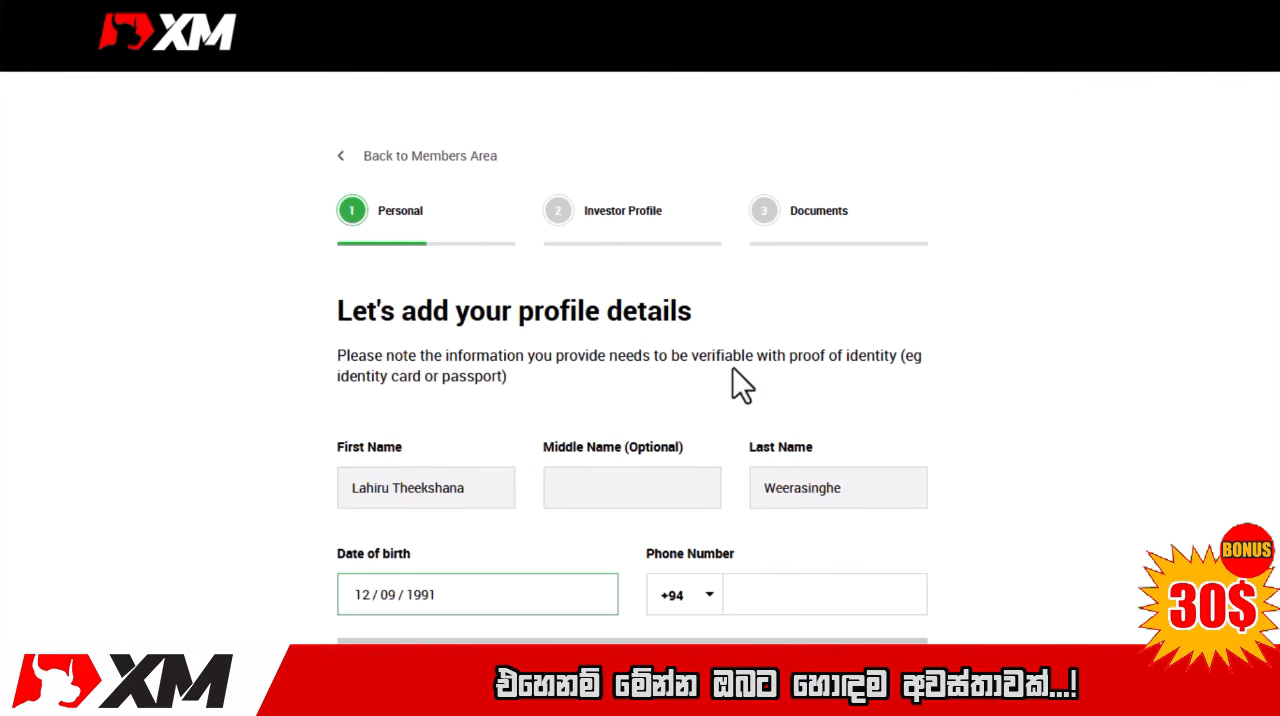 XM
Back to Members Area
1 Personal
2 Investor Profile
3 Documents
Let's add your profile details
Please note the information you provide needs to be verifiable with proof of identity (eg
identity card or passport)
First Name
Middle Name (Optional)
Last Name
Lahiru Theekshana
Weerasinghe
Date of birth
Phone Number
12 / 09 / 1991
+94
BONUS
30$
XM
එහෙනම් මේන්න ඔබට හොඳම අවස්තාවක්...!